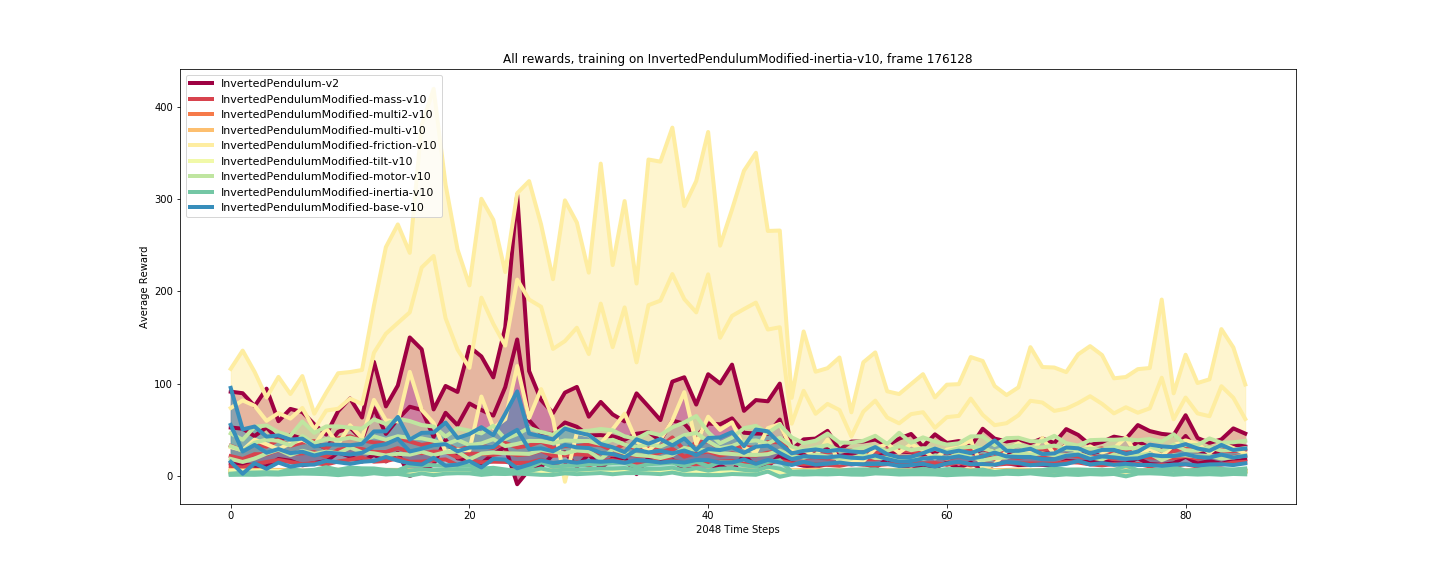 All rewards, training on InvertedPendulumModified-inertia-v10, frame 176128
InvertedPendulum-v2
InvertedPendulumModified-mass-v10
InvertedPendulumModified-multi2-v10
InvertedPendulumModified-multi-v10
InvertedPendulumModified-friction-v10
InvertedPendulumModified-tilt-v10
InvertedPendulumModified-motor-v10
InvertedPendulumModified-inertia-v10
InvertedPendulumModified-base-v10
Average Reward
400
300
200
100
0
0 20 40 60 80
2048 Time Steps